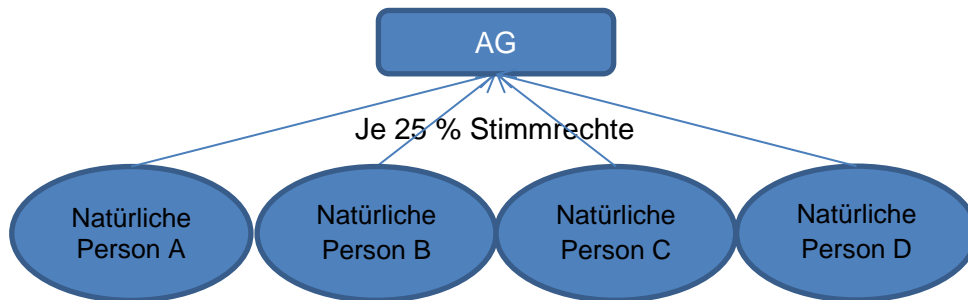 AG
Je 25 % Stimmrechte
Natürliche
Person A
Natürliche
Person B
Natürliche
Person C
Natürliche
Person D